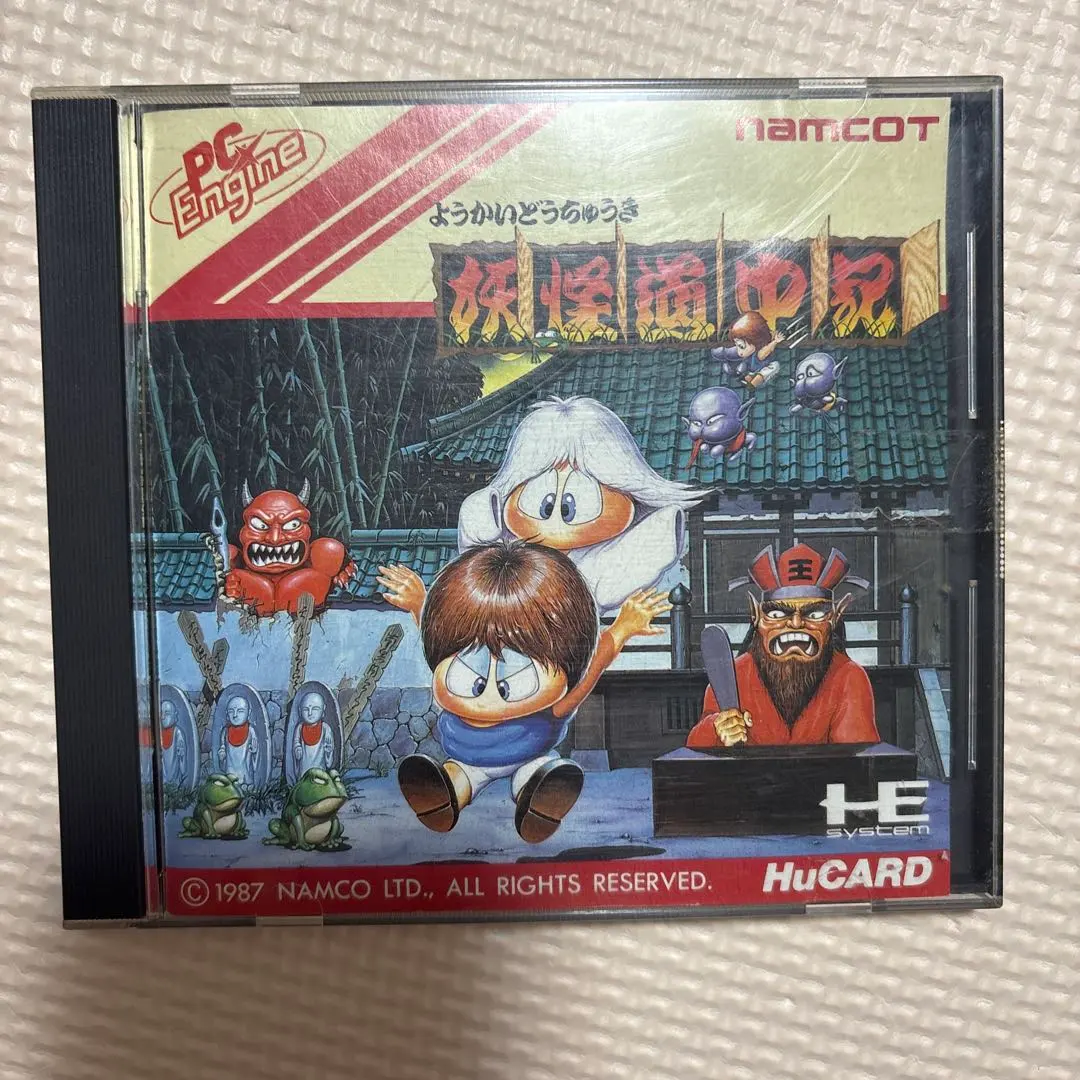 PC Engine
namcoT
ようかいどうちゅうき
妖怪道中記
王
HE
system
HuCARD
© 1987 NAMCO LTD., ALL RIGHTS RESERVED.